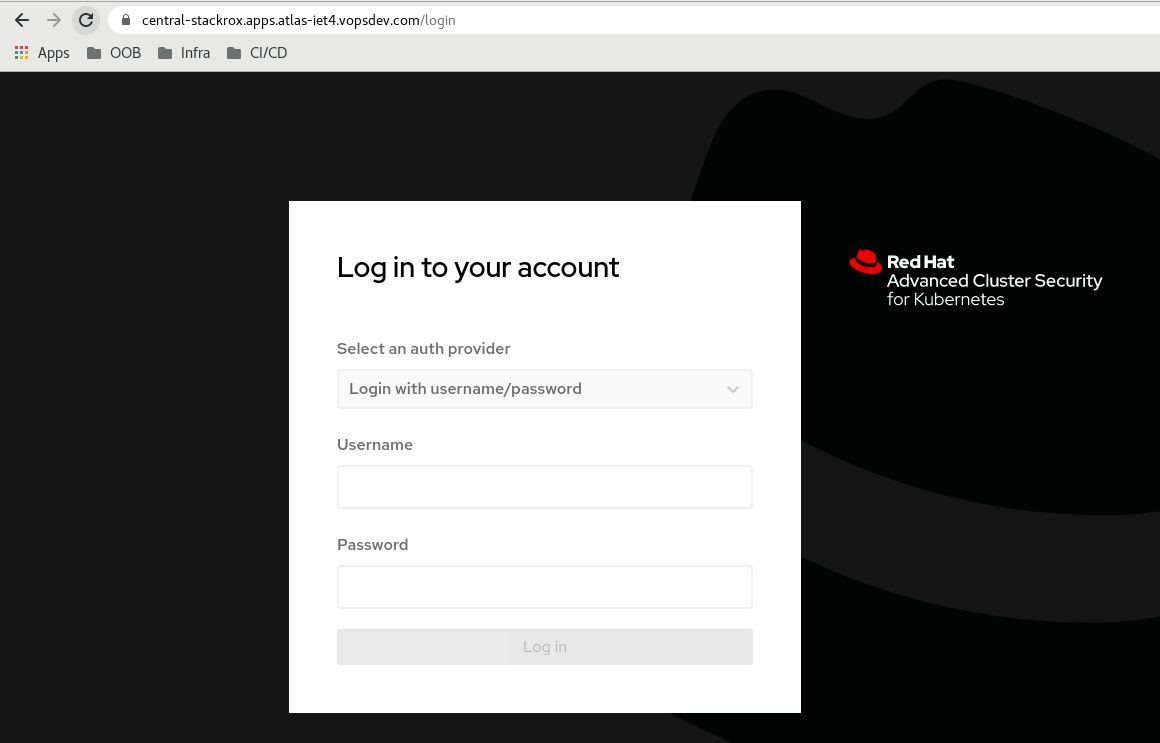 central-stackrox.apps.atlas-iet4.vopsdev.com/login
Apps OOB Infra CI/CD
Log in to your account
Red Hat
Advanced Cluster Security
for Kubernetes
Select an auth provider
Login with username/password
Username
Password
Log in